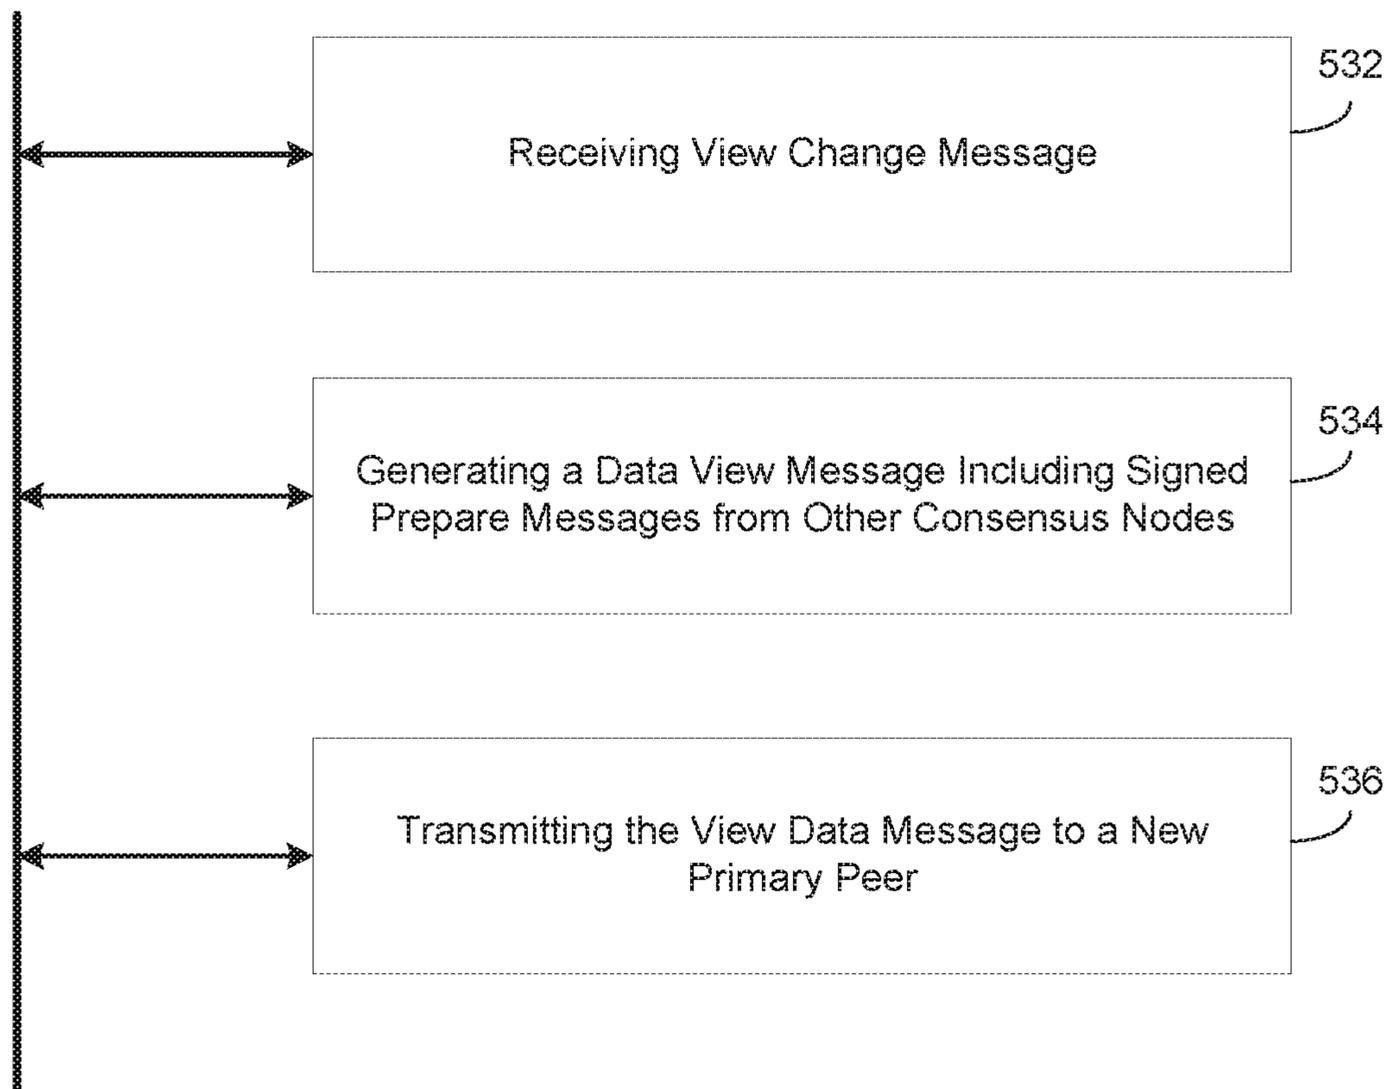 532
Receiving View Change Message
534
Generating a Data View Message Including Signed
Prepare Messages from Other Consensus Nodes
536
Transmitting the View Data Message to a New
Primary Peer